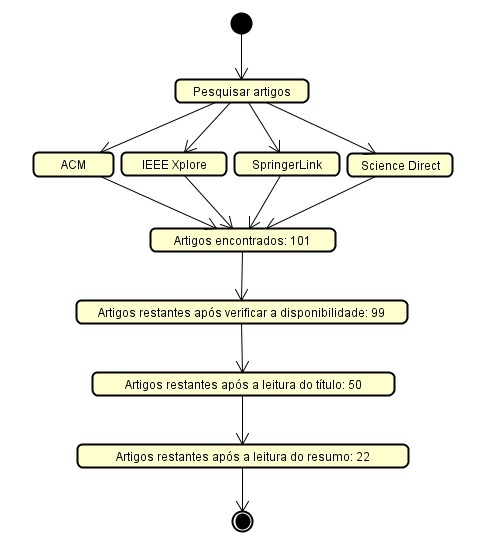 Pesquisar artigos
ACM
IEEE Xplore
SpringerLink
Science Direct
Artigos encontrados: 101
Artigos restantes após verificar a disponibilidade: 99
Artigos restantes após a leitura do título: 50
Artigos restantes após a leitura do resumo: 22